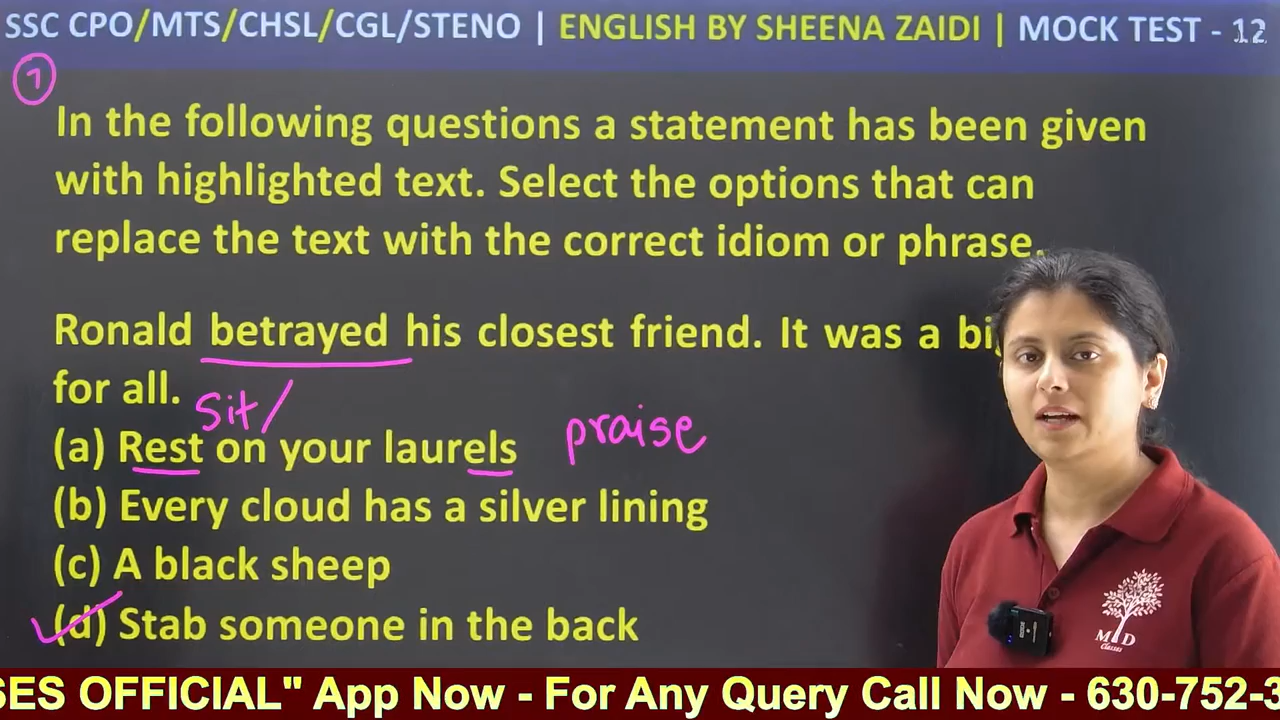 SSC CPO/MTS/CHSL/CGL/STENO | ENGLISH BY SHEENA ZAIDI | MOCK TEST - 12
1
In the following questions a statement has been given
with highlighted text. Select the options that can
replace the text with the correct idiom or phrase.
Ronald betrayed his closest friend. It was a
for all.
Sit/
(a) Rest on your laurels praise
(b) Every cloud has a silver lining
(c) A black sheep
(d) Stab someone in the back
MD
Classes
SES OFFICIAL" App Now - For Any Query Call Now - 630-752-3